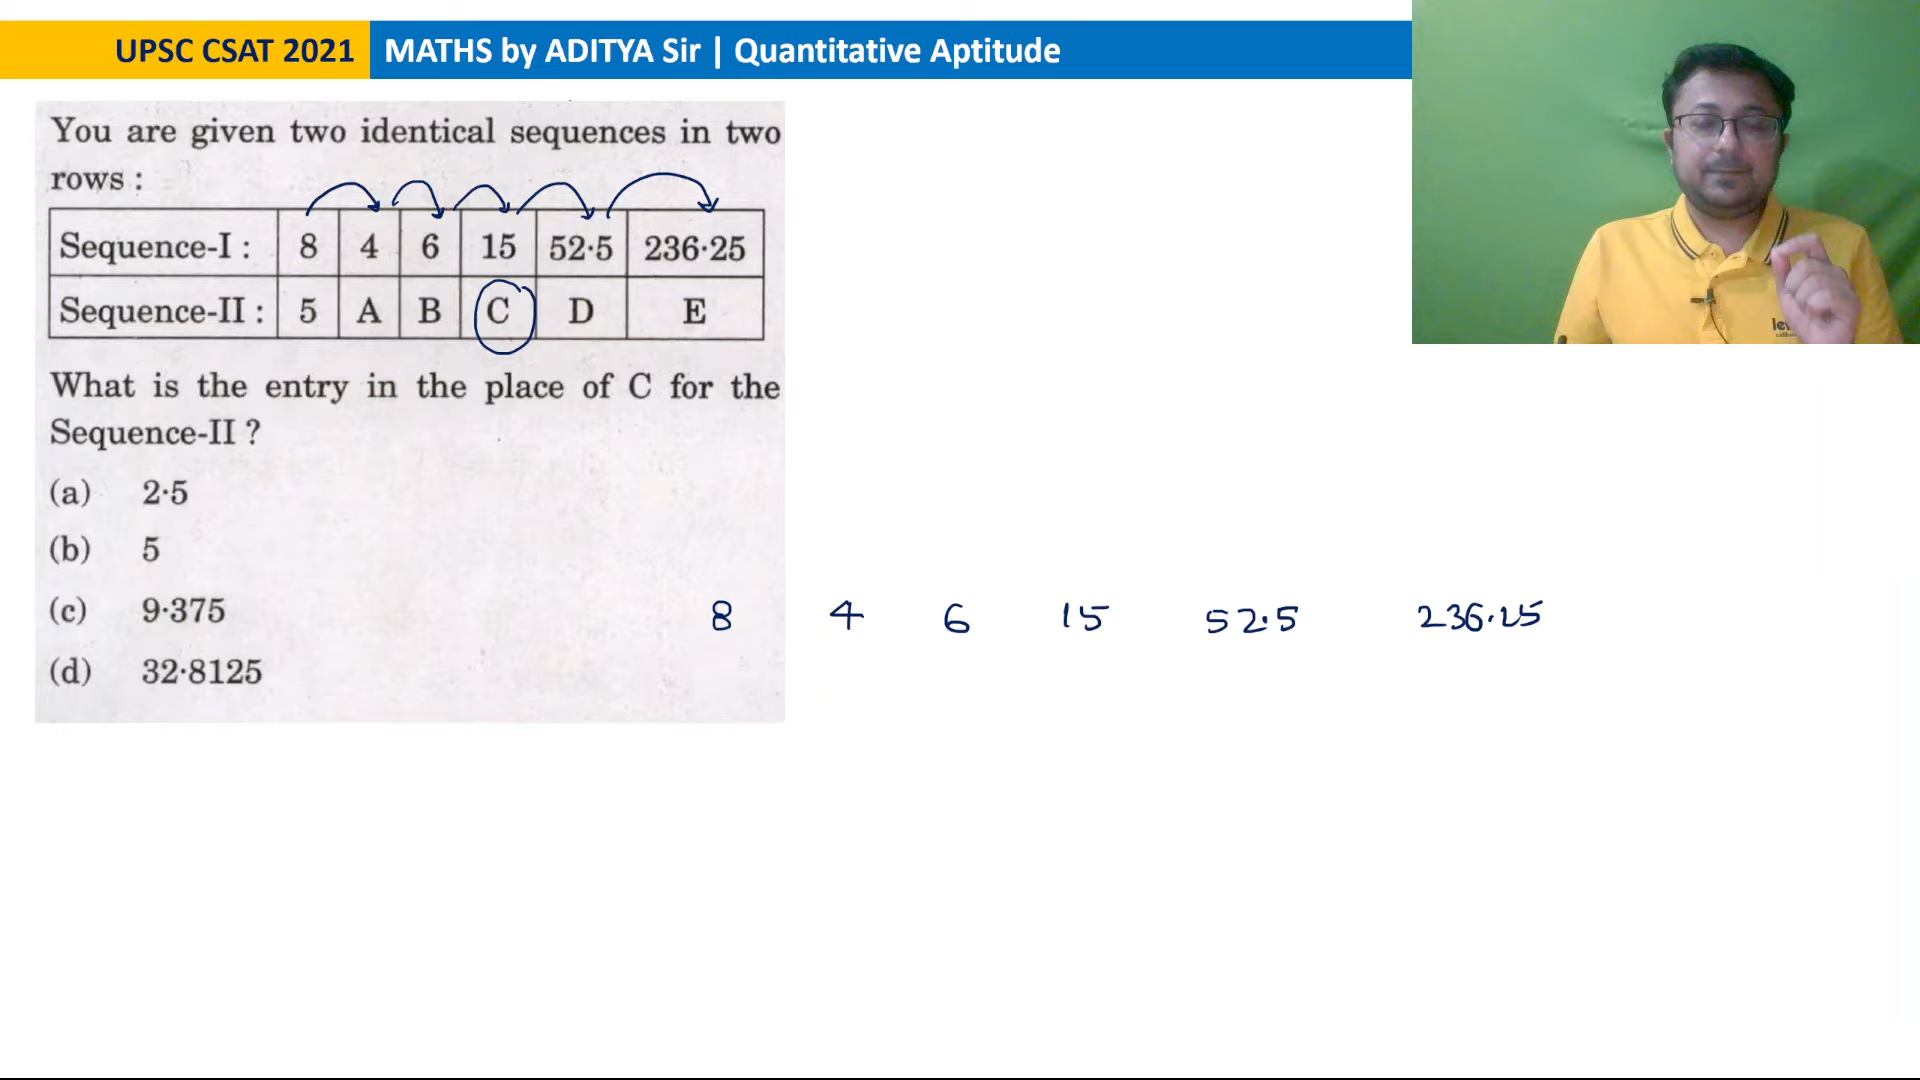 UPSC CSAT 2021 MATHS by ADITYA Sir | Quantitative Aptitude
You are given two identical sequences in two
rows :
Sequence-I : 8 4 6 15 52·5 236·25
Sequence-II : 5 A B C D E
What is the entry in the place of C for the
Sequence-II ?
(a) 2·5
(b) 5
(c) 9·375
(d) 32·8125
8 4 6 15 52.5 236.25